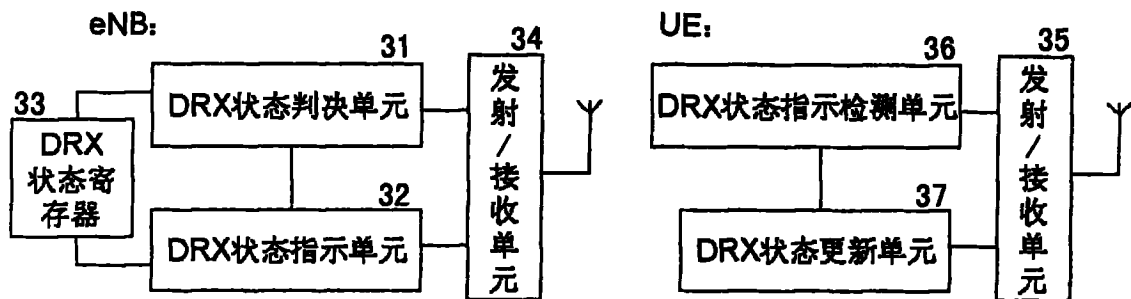 eNB:
31
34
33
DRX状态判决单元
DRX
状态寄
存器
32
DRX状态指示单元
发射/接收单元
UE:
36
35
DRX状态指示检测单元
37
DRX状态更新单元
发射/接收单元